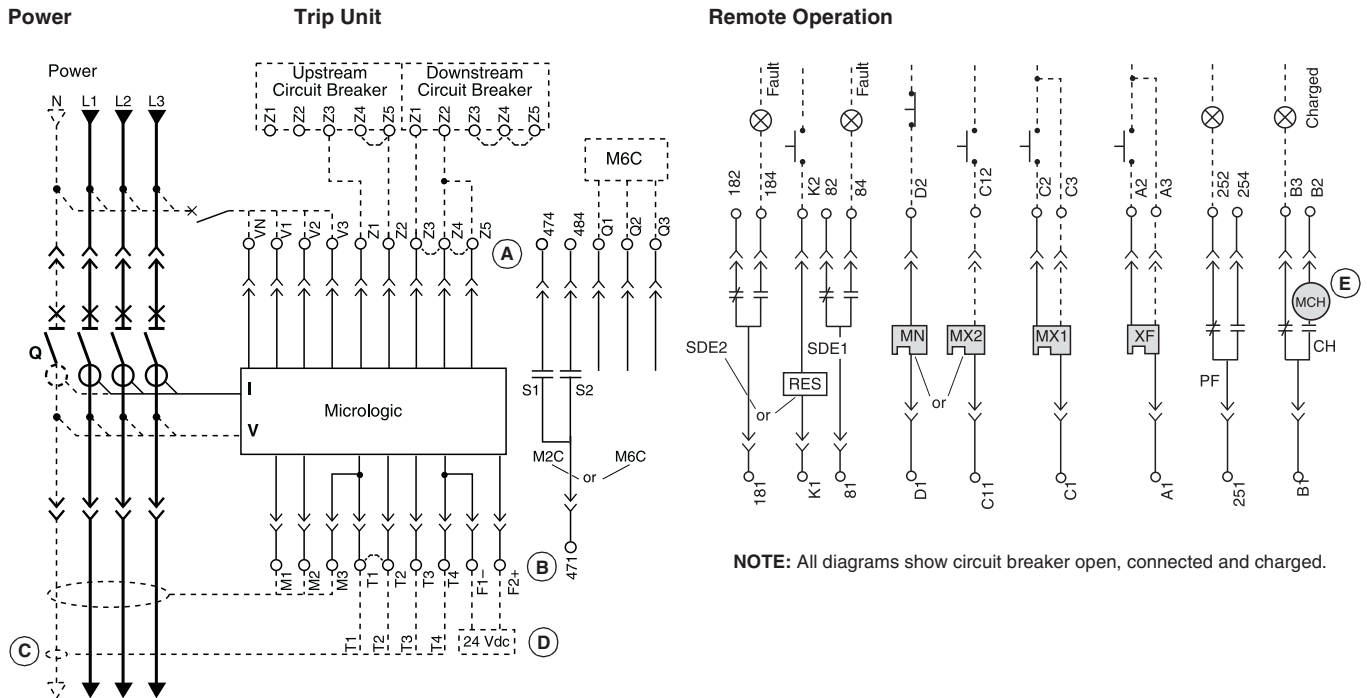 Power
Trip Unit
Remote Operation
Power
N L1 L2 L3
Upstream Circuit Breaker
Downstream Circuit Breaker
Z1 Z2 Z3 Z4 Z5 Z1 Z2 Z3 Z4 Z5
M6C
VN V1 V2 V3 Z1 Z2 Z3 Z4 Z5
A
474 484 Q1 Q2 Q3
Q
I
V
Micrologic
S1 S2
M2C or M6C
471
M1 M2 M3 T1 T2 T3 T4 F1– F2+
B
T1 T2 T3 T4
24 Vdc
D
C
Fault
Fault
Charged
182 184 K2 82 84 D2 C12 C2 C3 A2 A3 252 254 B3 B2
E
MCH
SDE2
SDE1
MN MX2 MX1 XF
CH
RES
PF
or
or
181 K1 81 D1 C11 C1 A1 251 B1
NOTE: All diagrams show circuit breaker open, connected and charged.